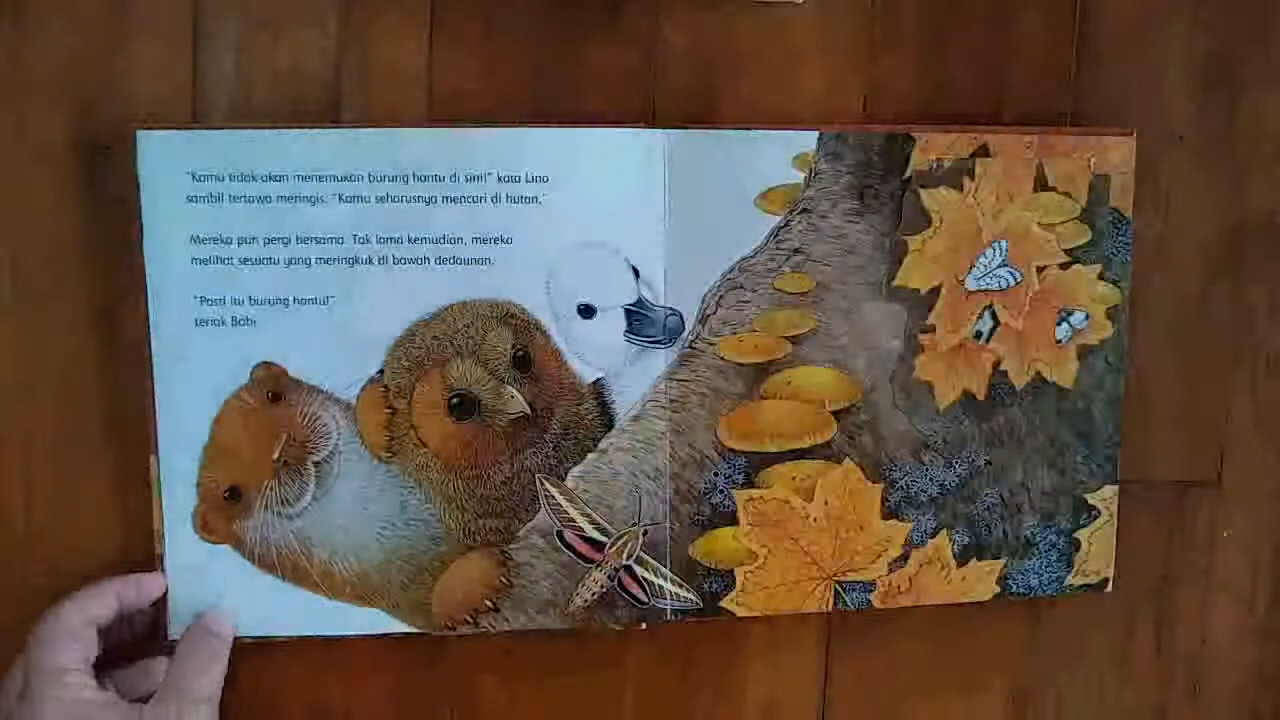 "Kamu tidak akan menemukan burung hantu di sini!" kata Lino
sambil tertawa meringis. "Kamu seharusnya mencari di hutan."
Mereka pun pergi bersama. Tak lama kemudian, mereka
melihat sesuatu yang meringkuk di bawah dedaunan.
"Pasti itu burung hantu!"
teriak Bobi